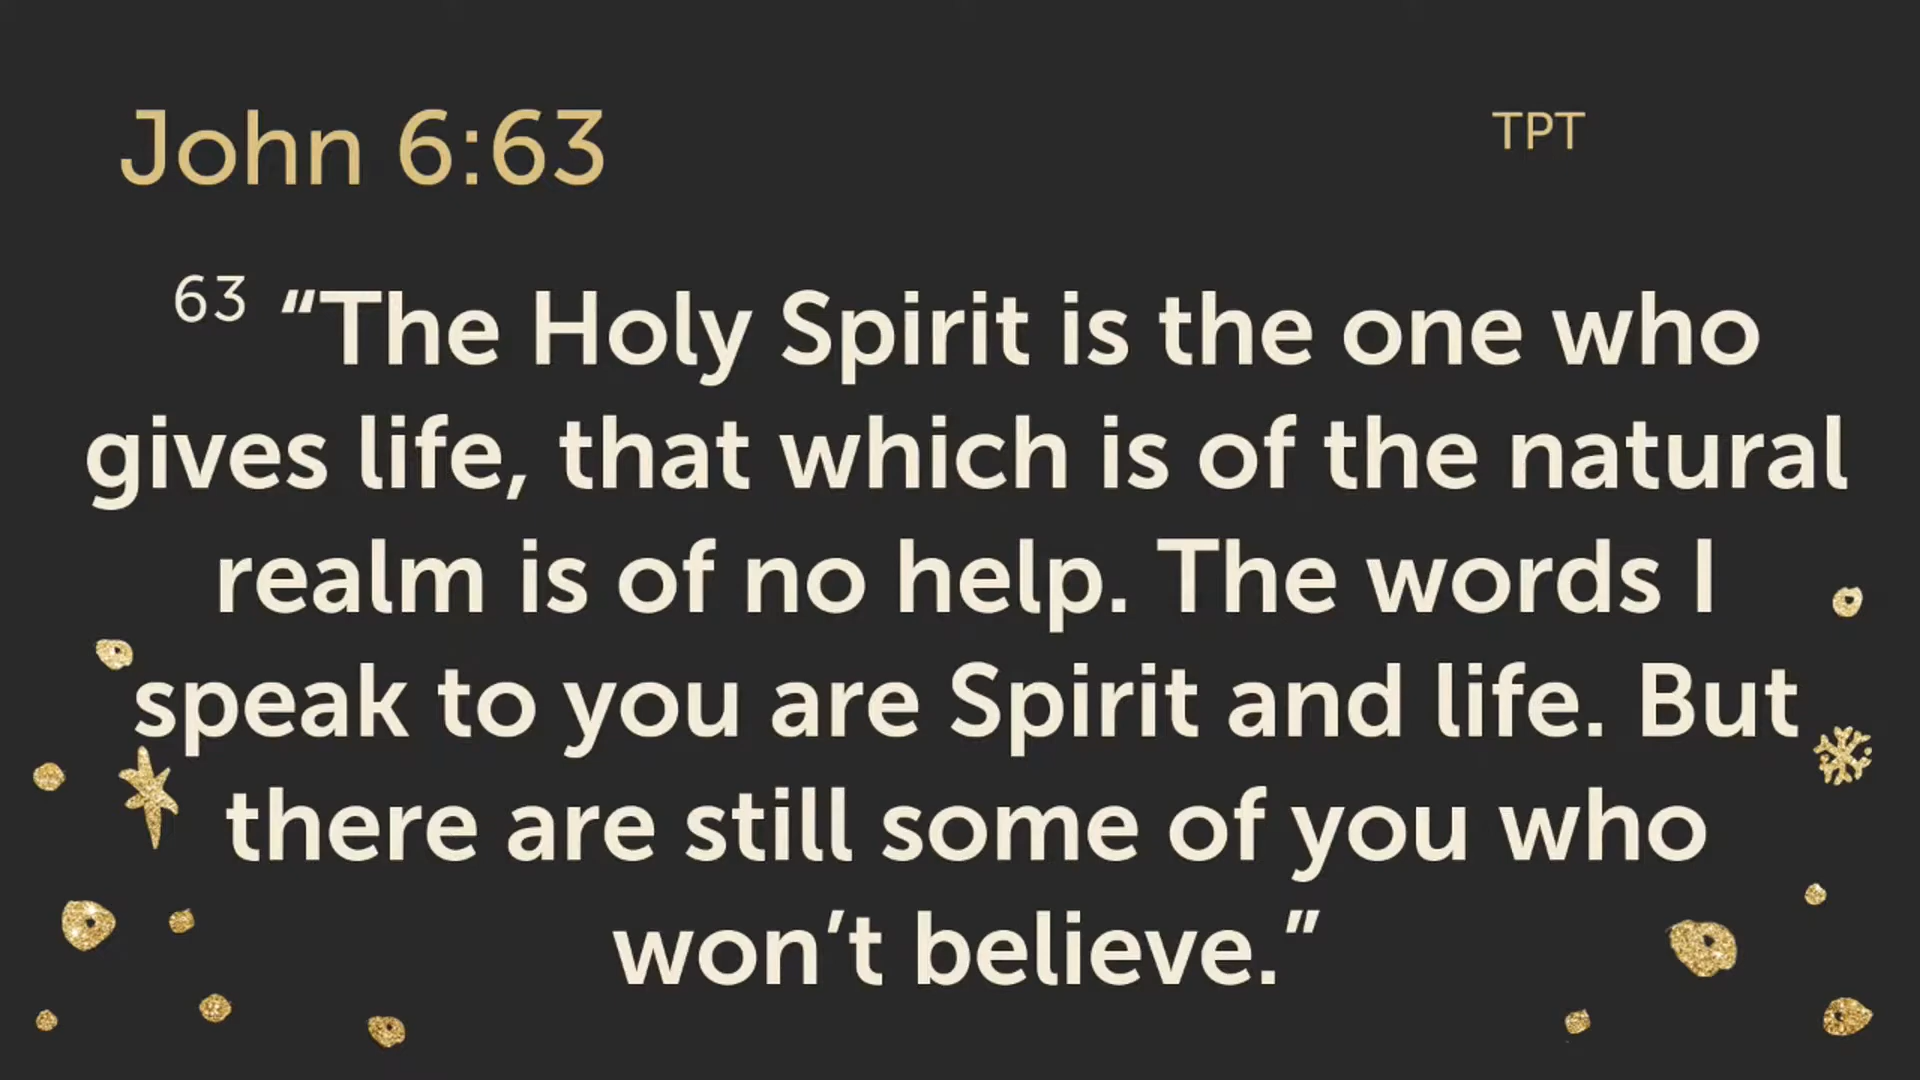 John 6:63
TPT
63 “The Holy Spirit is the one who
gives life, that which is of the natural
realm is of no help. The words I
speak to you are Spirit and life. But
there are still some of you who
won’t believe.”